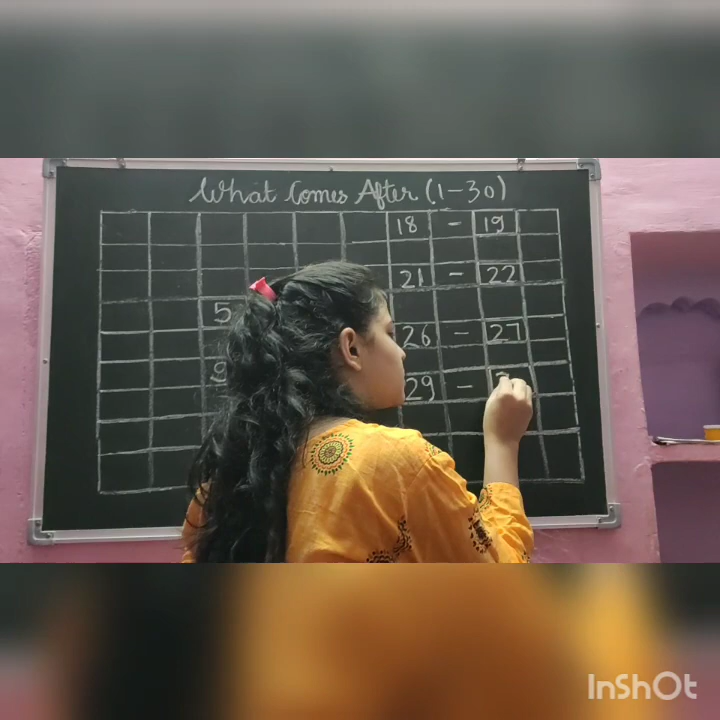 What Comes After (1-30)
18 - 19
21 - 22
5
26 - 27
9
29 -
InShOt